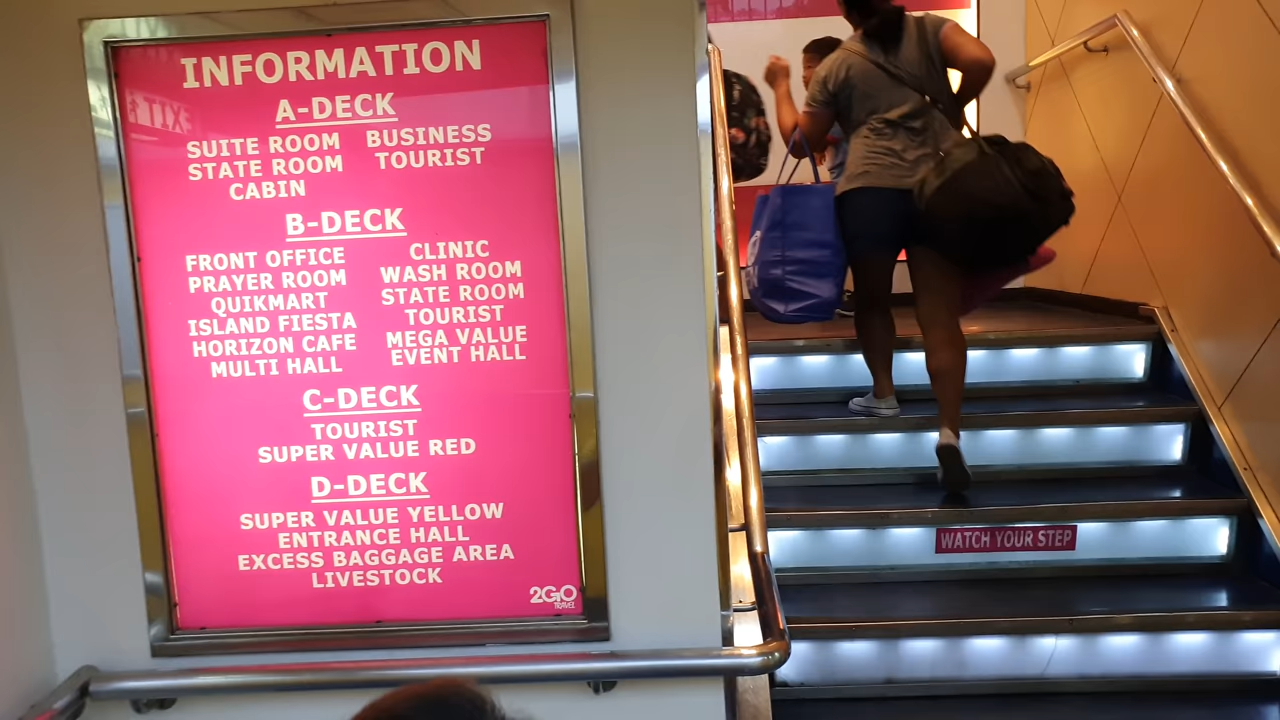 INFORMATION
A-DECK
SUITE ROOM
STATE ROOM
CABIN
BUSINESS
TOURIST
B-DECK
FRONT OFFICE
PRAYER ROOM
QUIKMART
ISLAND FIESTA
HORIZON CAFE
MULTI HALL
CLINIC
WASH ROOM
STATE ROOM
TOURIST
MEGA VALUE
EVENT HALL
C-DECK
TOURIST
SUPER VALUE RED
D-DECK
SUPER VALUE YELLOW
ENTRANCE HALL
EXCESS BAGGAGE AREA
LIVESTOCK
2GO
TRAVEL
EXIT
WATCH YOUR STEP